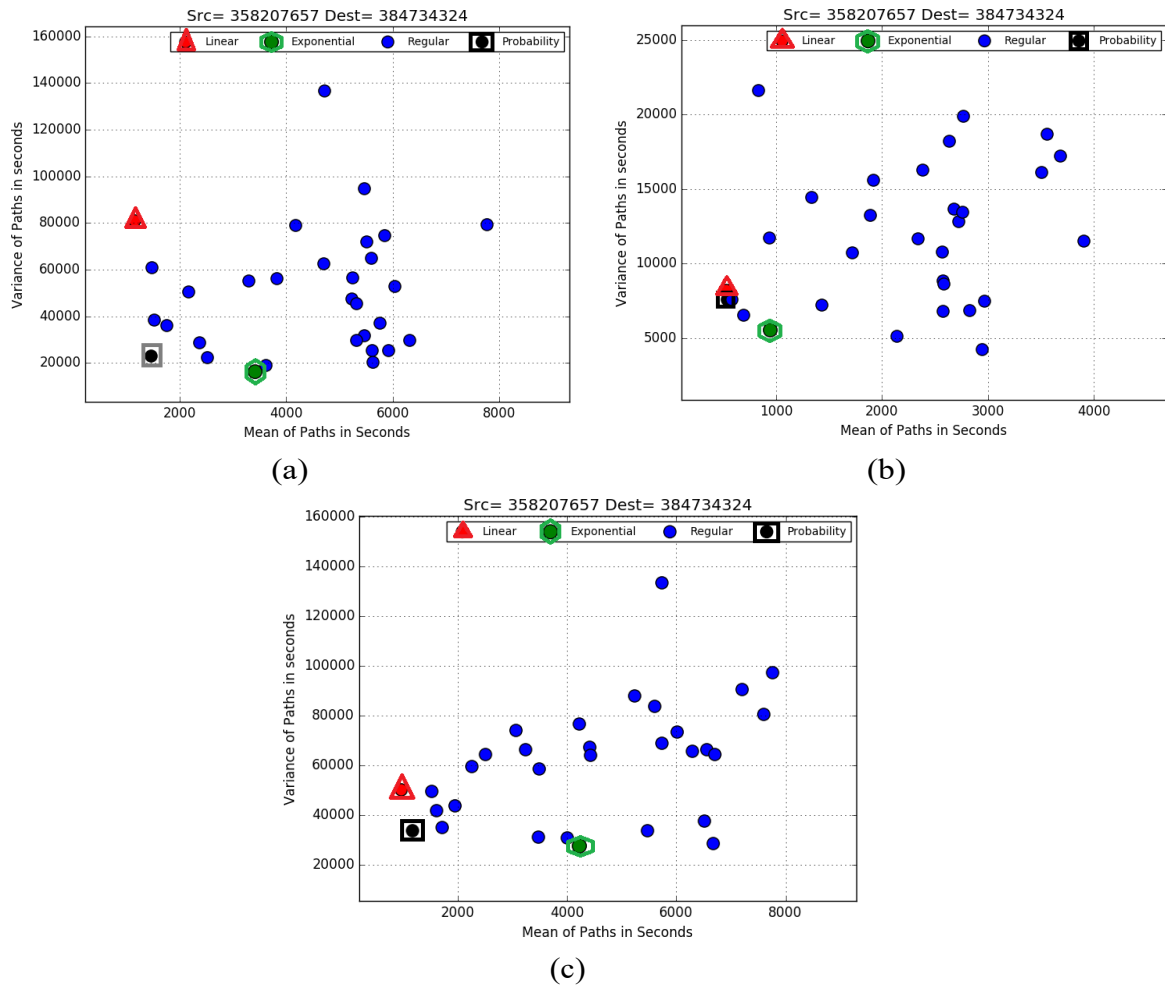 Src= 358207657 Dest= 384734324
Linear Exponential Regular Probability
160000
140000
120000
100000
80000
60000
40000
20000
Variance of Paths in seconds
2000 4000 6000 8000
Mean of Paths in Seconds
(a)
Src= 358207657 Dest= 384734324
Linear Exponential Regular Probability
25000
20000
15000
10000
5000
Variance of Paths in seconds
1000 2000 3000 4000
Mean of Paths in Seconds
(b)
Src= 358207657 Dest= 384734324
Linear Exponential Regular Probability
160000
140000
120000
100000
80000
60000
40000
20000
Variance of Paths in seconds
2000 4000 6000 8000
Mean of Paths in Seconds
(c)